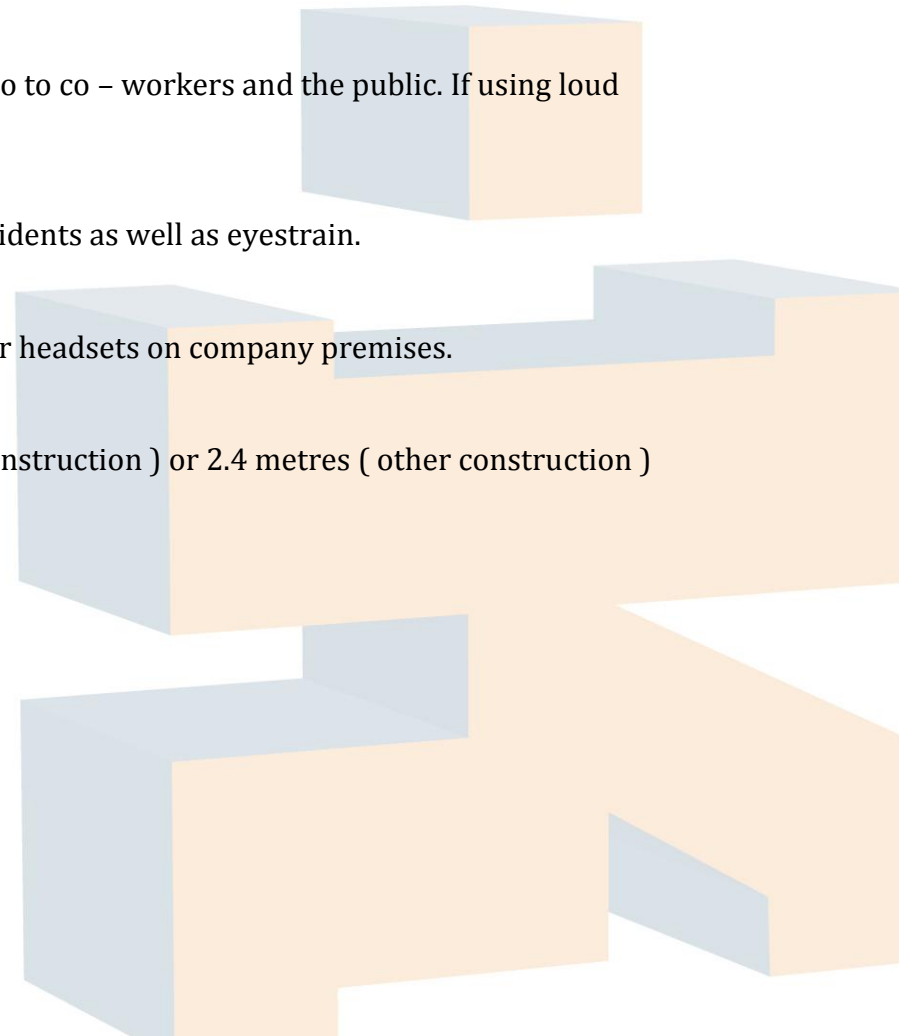 o to co – workers and the public. If using loud
idents as well as eyestrain.
r headsets on company premises.
nstruction ) or 2.4 metres ( other construction )